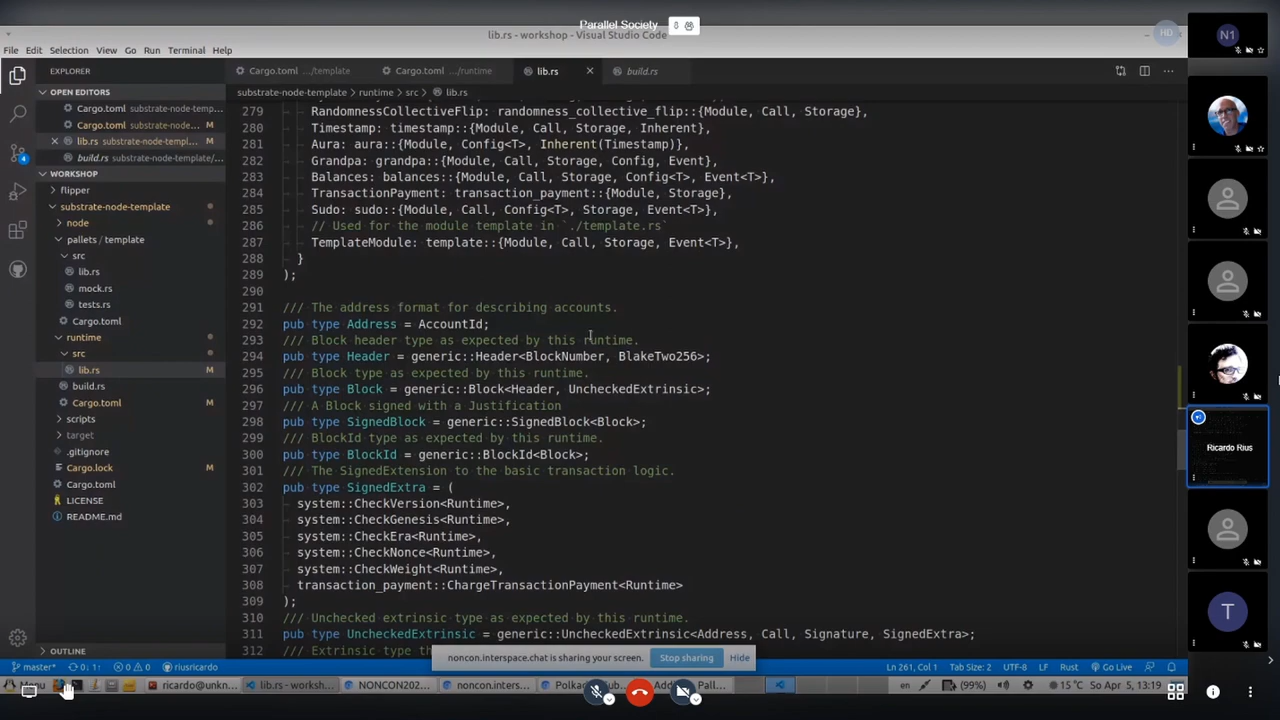 Parallel Society 8
lib.rs - workshop - Visual Studio Code
HD
N1
File Edit Selection View Go Run Terminal Help
EXPLORER
Cargo.toml .../template
Cargo.toml .../runtime
lib.rs
build.rs
OPEN EDITORS
substrate-node-template > runtime > src > lib.rs
Cargo.toml substrate-node-temp...
Cargo.toml substrate-node... M
lib.rs substrate-node-templ... M
build.rs substrate-node-template/...
WORKSHOP
flipper
substrate-node-template
node
pallets / template
src
lib.rs
mock.rs
tests.rs
Cargo.toml
runtime
src
lib.rs M
build.rs
Cargo.toml M
scripts
target
.gitignore
Cargo.lock M
Cargo.toml
LICENSE
README.md
OUTLINE
279 RandomnessCollectiveFlip: randomness_collective_flip::{Module, Call, Storage},
280 Timestamp: timestamp::{Module, Call, Storage, Inherent},
281 Aura: aura::{Module, Config<T>, Inherent(Timestamp)},
282 Grandpa: grandpa::{Module, Call, Storage, Config, Event},
283 Balances: balances::{Module, Call, Storage, Config<T>, Event<T>},
284 TransactionPayment: transaction_payment::{Module, Storage},
285 Sudo: sudo::{Module, Call, Config<T>, Storage, Event<T>},
286 // Used for the module template in `./template.rs`
287 TemplateModule: template::{Module, Call, Storage, Event<T>},
288 }
289 );
290
291 /// The address format for describing accounts.
292 pub type Address = AccountId;
293 /// Block header type as expected by this runtime.
294 pub type Header = generic::Header<BlockNumber, BlakeTwo256>;
295 /// Block type as expected by this runtime.
296 pub type Block = generic::Block<Header, UncheckedExtrinsic>;
297 /// A Block signed with a Justification
298 pub type SignedBlock = generic::SignedBlock<Block>;
299 /// BlockId type as expected by this runtime.
300 pub type BlockId = generic::BlockId<Block>;
301 /// The SignedExtension to the basic transaction logic.
302 pub type SignedExtra = (
303 system::CheckVersion<Runtime>,
304 system::CheckGenesis<Runtime>,
305 system::CheckEra<Runtime>,
306 system::CheckNonce<Runtime>,
307 system::CheckWeight<Runtime>,
308 transaction_payment::ChargeTransactionPayment<Runtime>
309 );
310 /// Unchecked extrinsic type as expected by this runtime.
311 pub type UncheckedExtrinsic = generic::UncheckedExtrinsic<Address, Call, Signature, SignedExtra>;
312 /// Extrinsic type th
Ricardo Rius
T
noncon.interspace.chat is sharing your screen. Stop sharing Hide
master* 0↓ 1↑ 0 0 riusricardo
Ln 261, Col 1 Tab Size: 2 UTF-8 LF Rust Go Live
Menu
ricardo@unkn...
lib.rs - worksh...
NONCON202...
noncon.inters...
en (99%) 15°C So Apr 5, 13:19